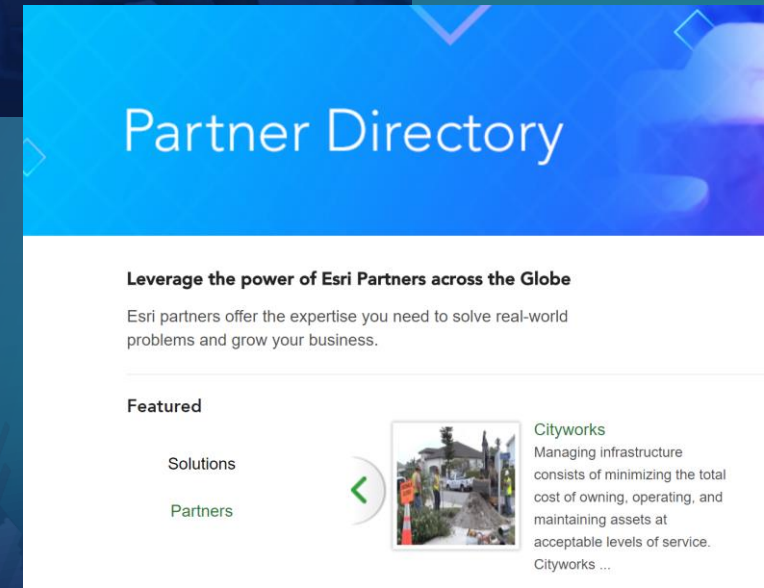 Partner Directory
Leverage the power of Esri Partners across the Globe
Esri partners offer the expertise you need to solve real-world
problems and grow your business.
Featured
Solutions
Partners
Cityworks
Managing infrastructure
consists of minimizing the total
cost of owning, operating, and
maintaining assets at
acceptable levels of service.
Cityworks ...